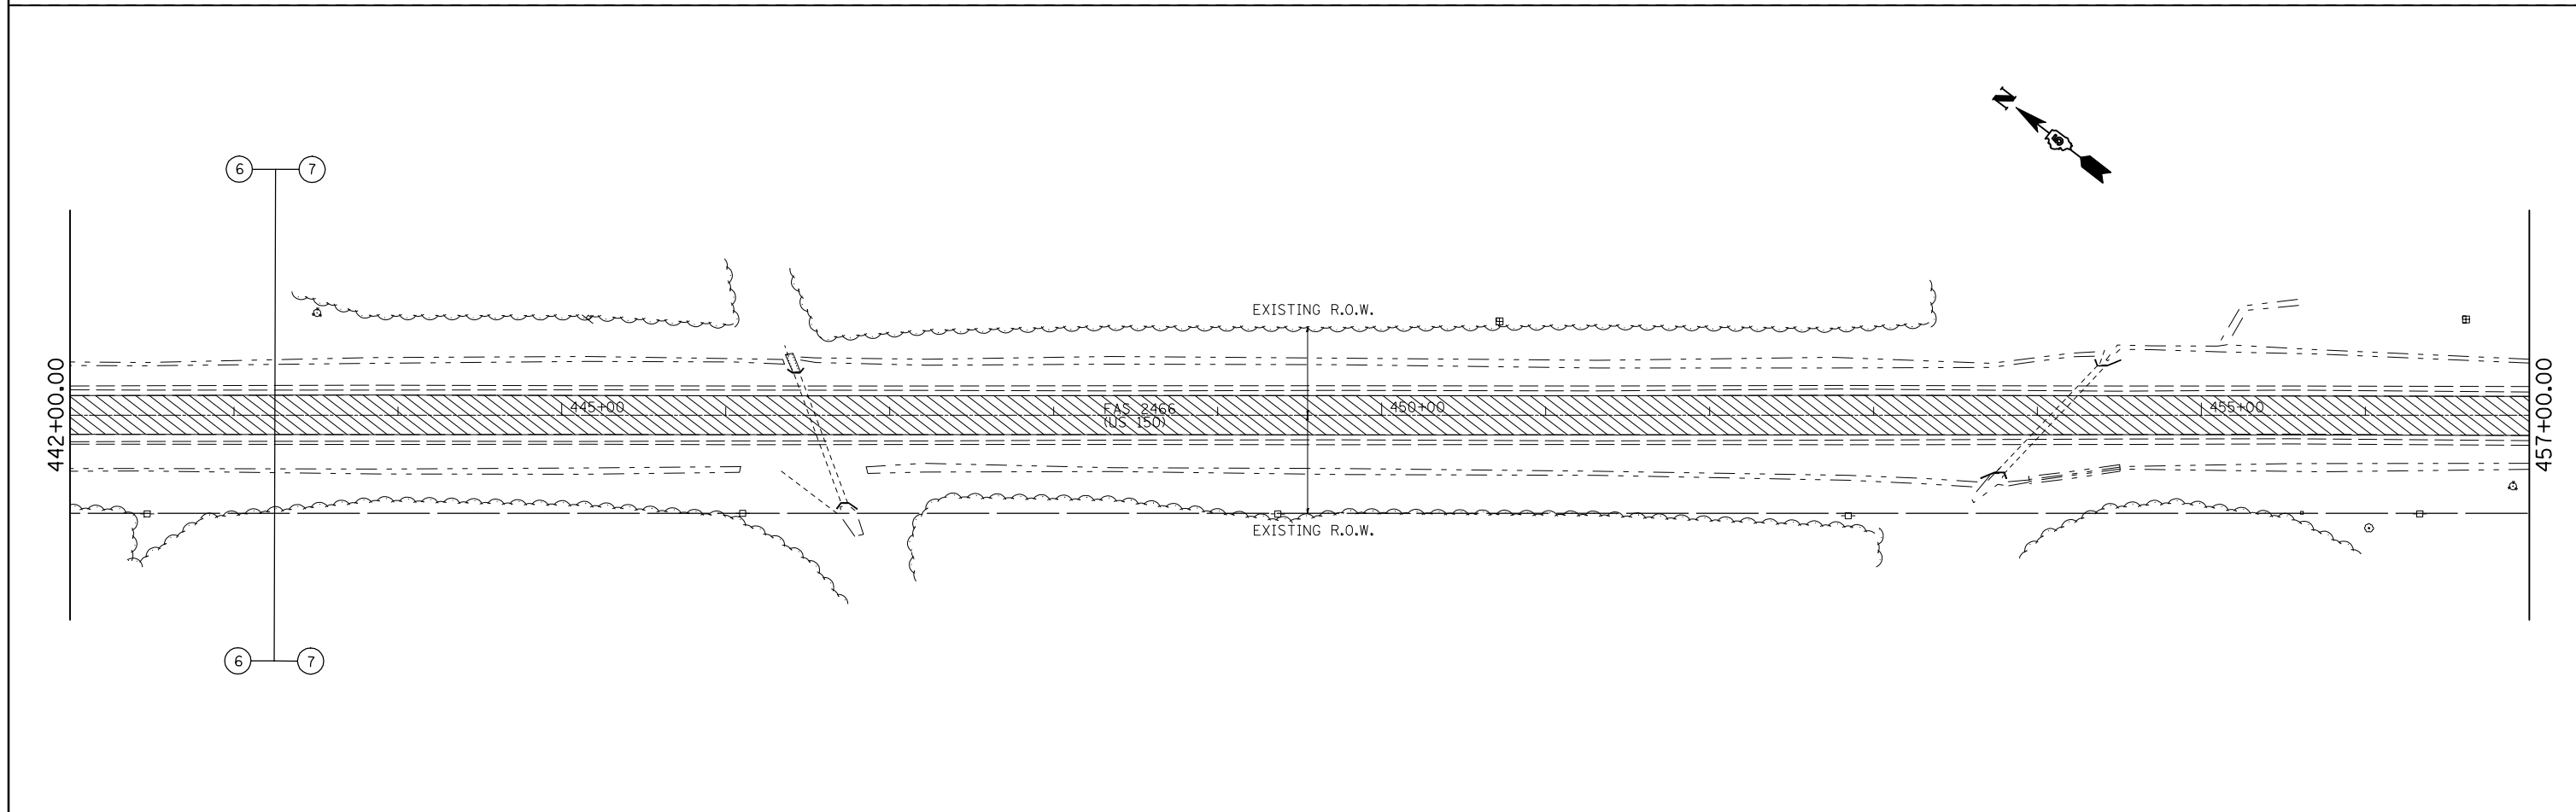 N
6 7
EXISTING R.O.W.
442+00.00
445+00
FAS 2466
(US 150)
450+00
455+00
457+00.00
EXISTING R.O.W.
6 7